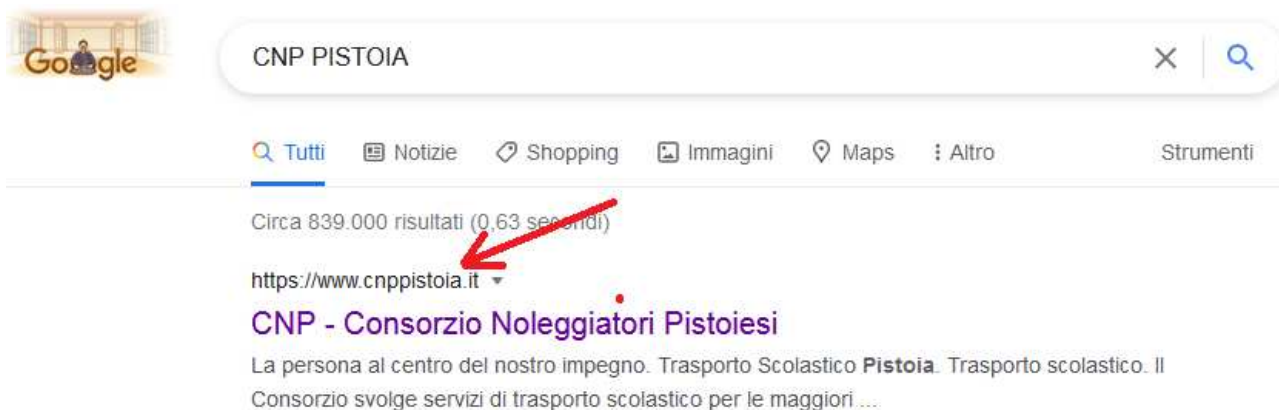 Google
CNP PISTOIA
Tutti Notizie Shopping Immagini Maps Altro Strumenti
Circa 839.000 risultati (0,63 secondi)
https://www.cnppistoia.it
CNP - Consorzio Noleggiatori Pistoiesi
La persona al centro del nostro impegno. Trasporto Scolastico Pistoia. Trasporto scolastico. Il
Consorzio svolge servizi di trasporto scolastico per le maggiori ...